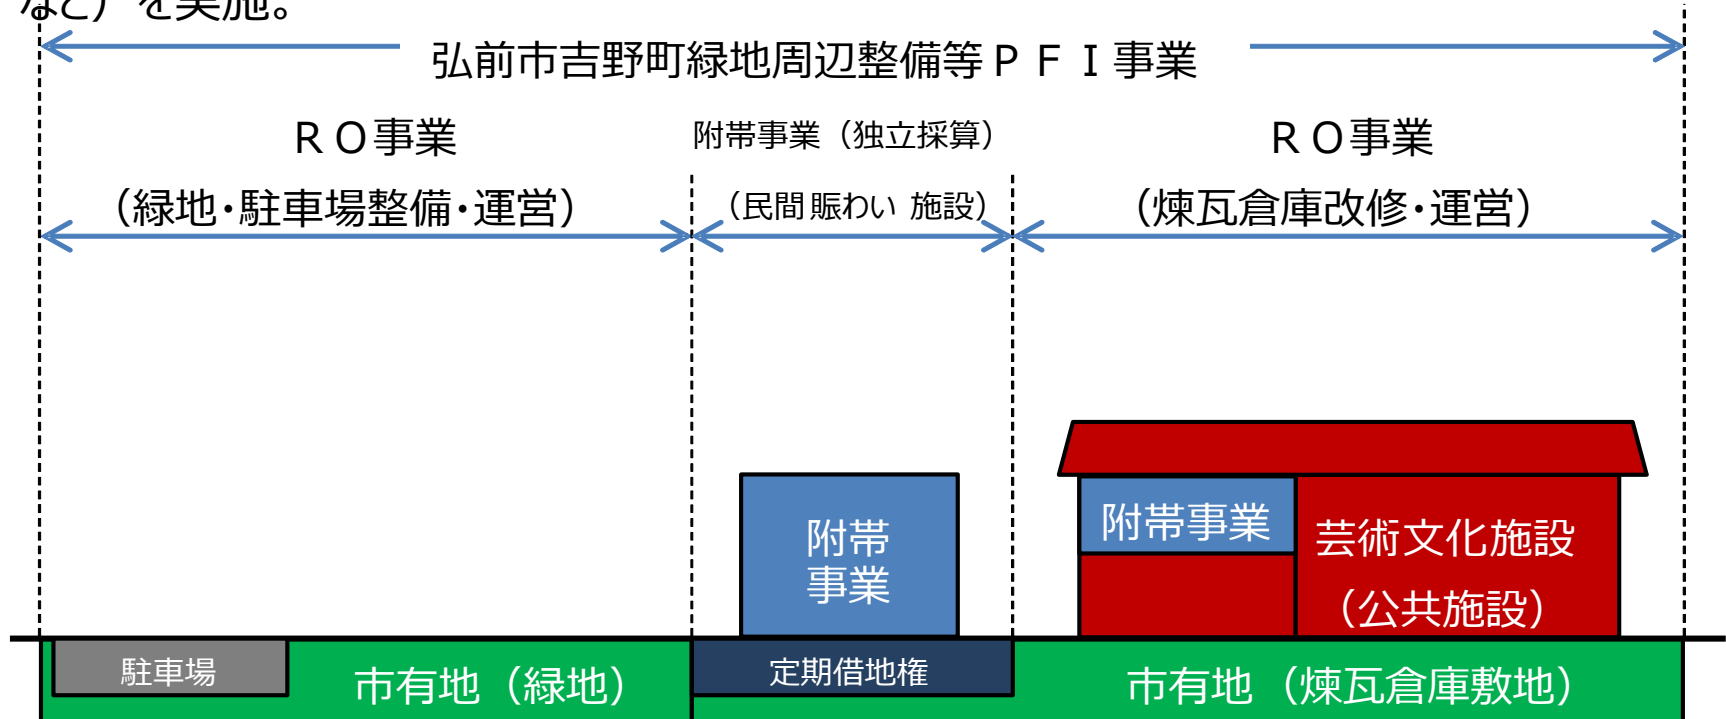 など）を実施。
弘前市吉野町緑地周辺整備等ＰＦＩ事業
ＲＯ事業
（緑地・駐車場整備・運営）
附帯事業（独立採算）
（民間賑わい 施設）
ＲＯ事業
（煉瓦倉庫改修・運営）
附帯
事業
附帯事業
芸術文化施設
（公共施設）
駐車場
市有地（緑地）
定期借地権
市有地（煉瓦倉庫敷地）